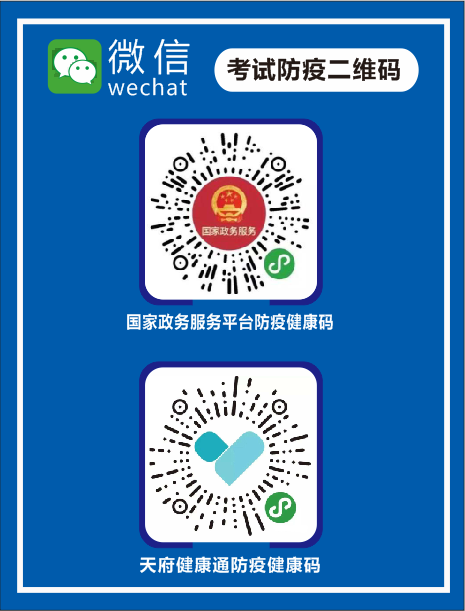 微信
wechat
考试防疫二维码
国家政务服务
国家政务服务平台防疫健康码
天府健康通防疫健康码